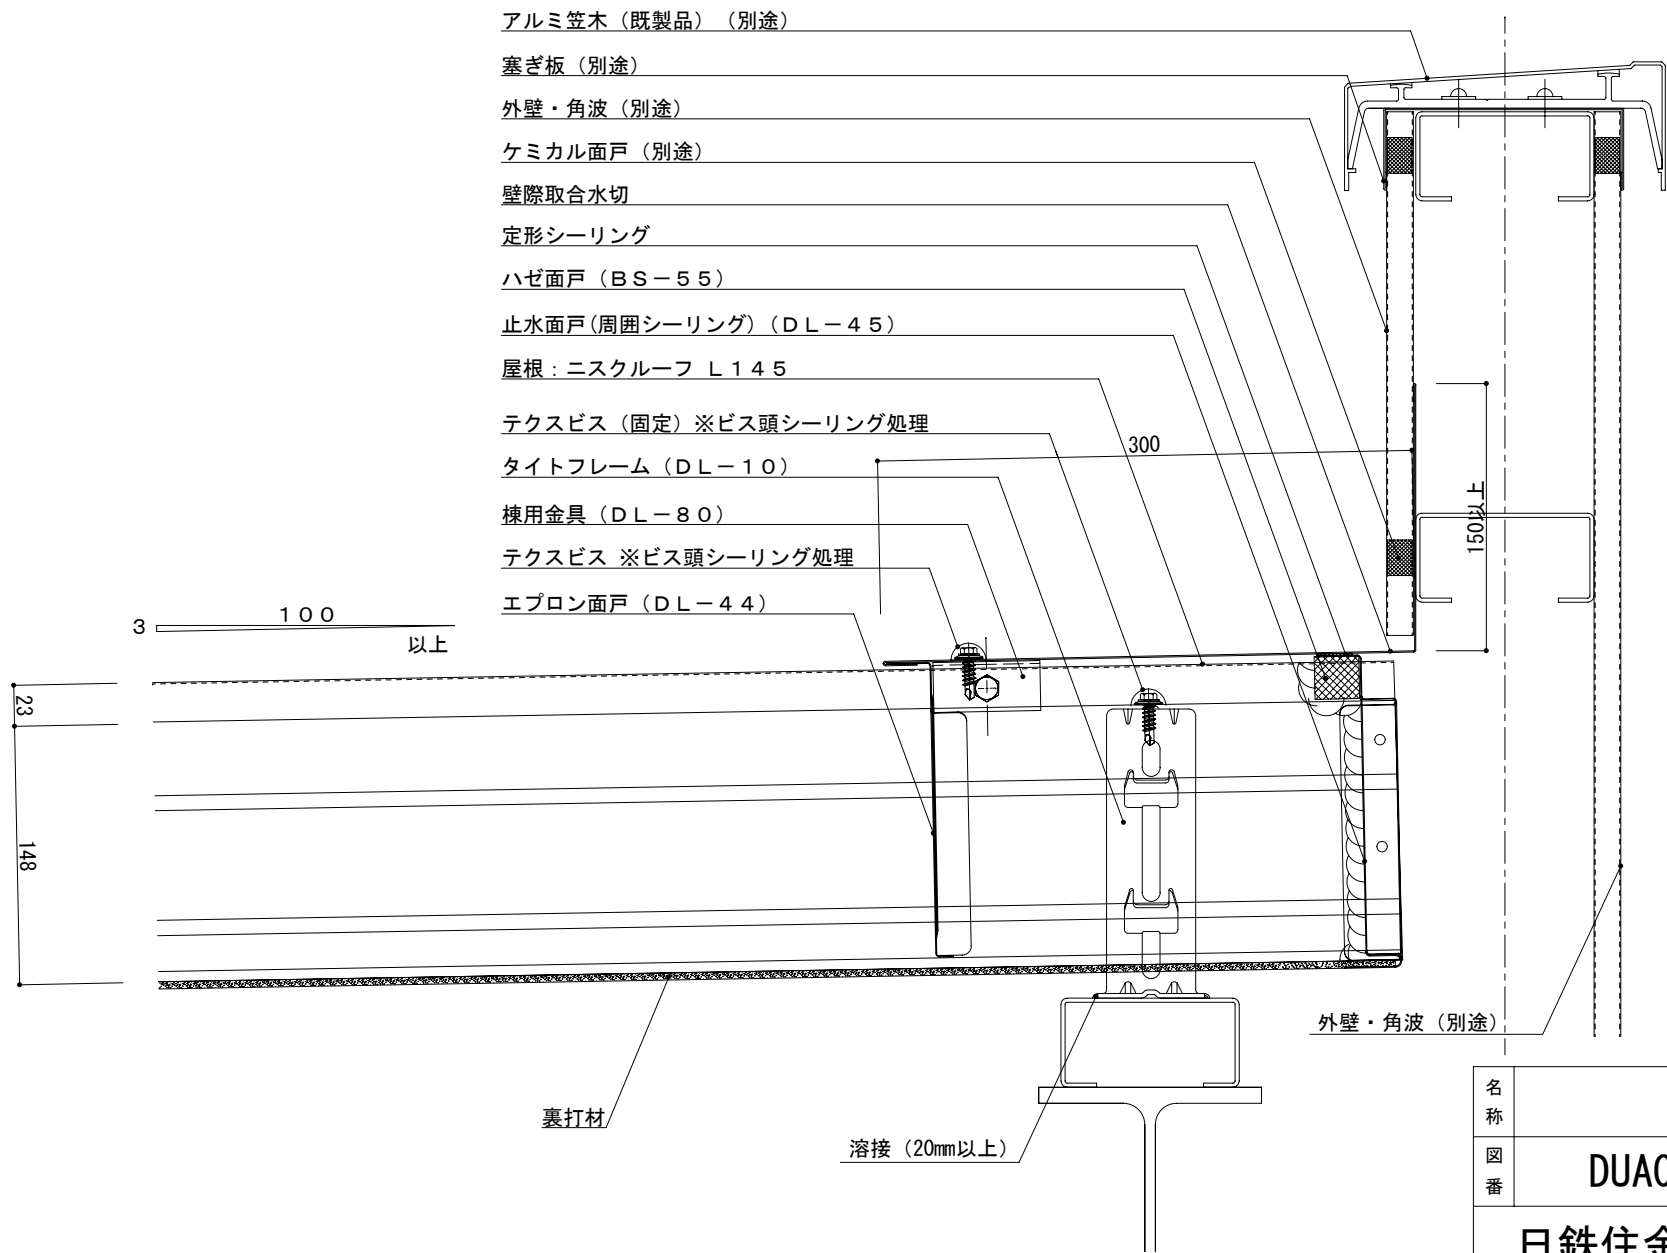 アルミ笠木（既製品）（別途）
塞ぎ板（別途）
外壁・角波（別途）
ケミカル面戸（別途）
壁際取合水切
定形シーリング
ハゼ面戸（ＢＳ－５５）
止水面戸(周囲シーリング)（ＤＬ－４５）
屋根：ニスクルーフ Ｌ１４５
テクスビス（固定）※ビス頭シーリング処理
タイトフレーム（ＤＬ－１０）
棟用金具（ＤＬ－８０）
テクスビス ※ビス頭シーリング処理
エプロン面戸（ＤＬ－４４）
300
150以上
3
１００
以上
23
148
外壁・角波（別途）
裏打材
溶接（20mm以上）
名称
図番
DUAC
日鉄住金